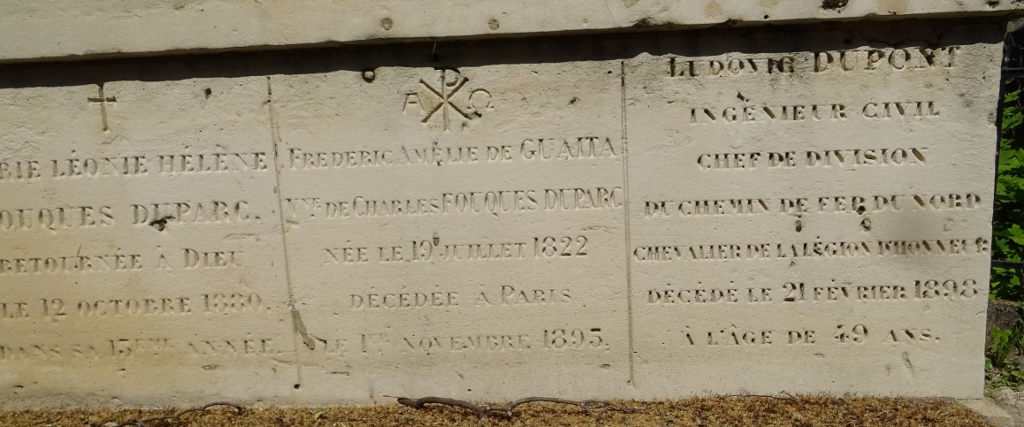 RIE LÉONIE HÉLÈNE
OUQUES DUPARC.
RETOURNÉE À DIEU
LE 12 OCTOBRE 1880.
DANS SA 13ÈME ANNÉE.
Α Ω
FREDERIC AMÉLIE DE GUAITA
VVE DE CHARLES FOUQUES DUPARC
NÉE LE 19 JUILLET 1822
DÉCÉDÉE À PARIS
LE 1ER NOVEMBRE 1895.
LUDOVIC DUPONT
INGÉNIEUR CIVIL
CHEF DE DIVISION
DU CHEMIN DE FER DU NORD
CHEVALIER DE LA LÉGION D'HONNEUR
DÉCÉDÉ LE 21 FÉVRIER 1898
À L'ÂGE DE 49 ANS.